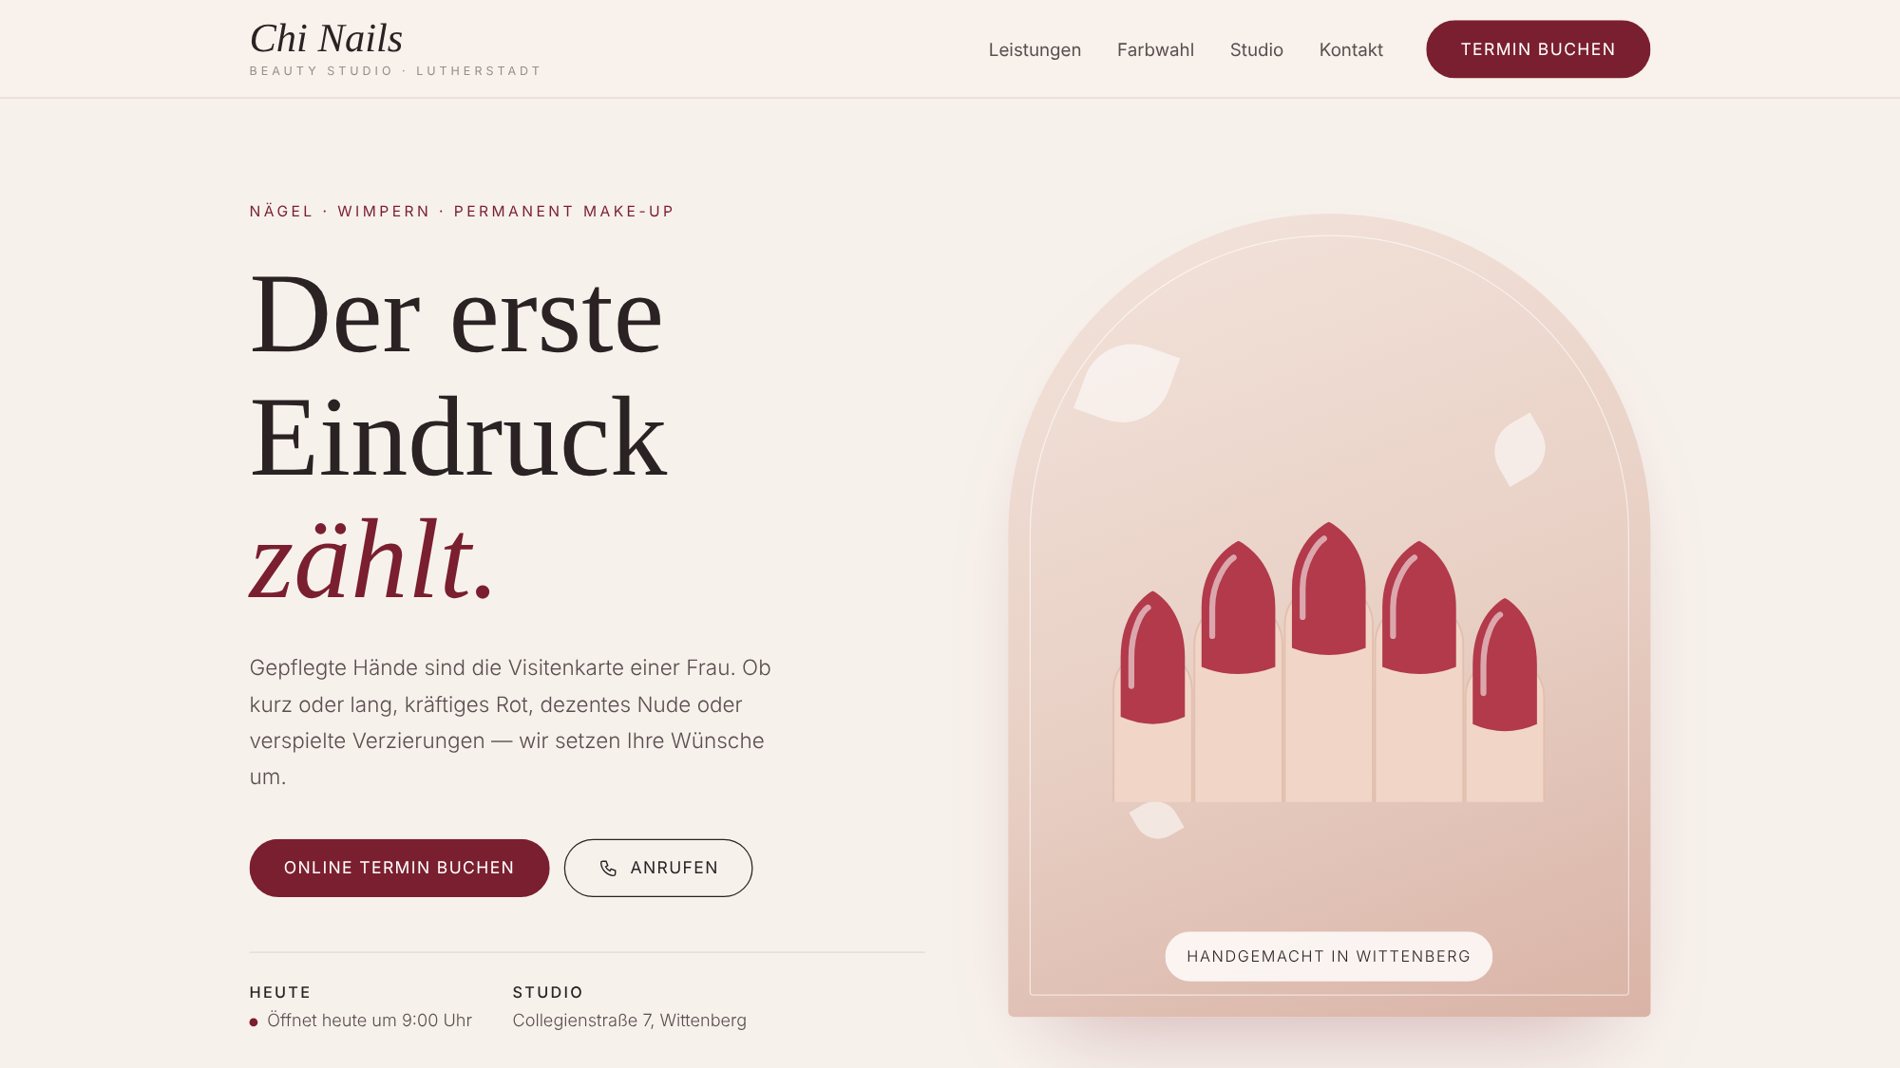 Chi Nails
BEAUTY STUDIO · LUTHERSTADT
Leistungen
Farbwahl
Studio
Kontakt
TERMIN BUCHEN
NÄGEL · WIMPERN · PERMANENT MAKE-UP
Der erste
Eindruck
zählt.
Gepflegte Hände sind die Visitenkarte einer Frau. Ob
kurz oder lang, kräftiges Rot, dezentes Nude oder
verspielte Verzierungen — wir setzen Ihre Wünsche
um.
ONLINE TERMIN BUCHEN
ANRUFEN
HEUTE
Öffnet heute um 9:00 Uhr
STUDIO
Collegienstraße 7, Wittenberg
HANDGEMACHT IN WITTENBERG